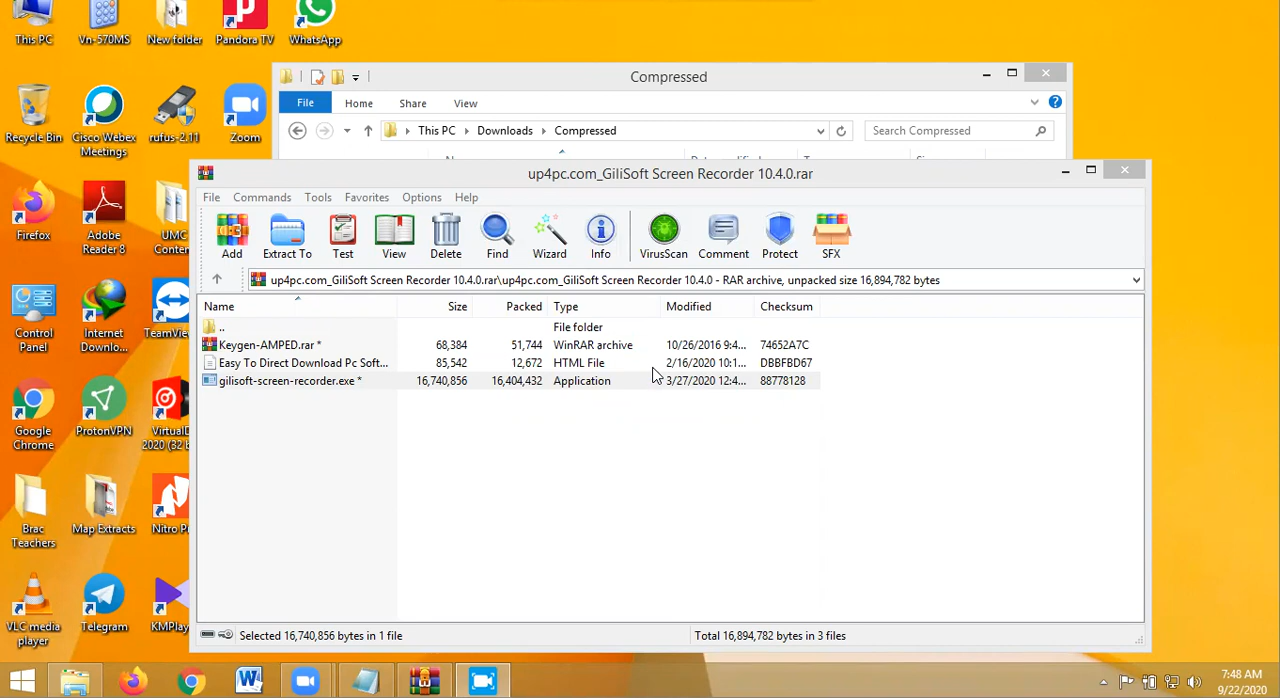 This PC
Vn-570MS
New folder
Pandora TV
WhatsApp
Recycle Bin
Cisco Webex
Meetings
rufus-2.11
Zoom
Firefox
Adobe
Reader 8
UMC
Control
Panel
Internet
Downlo...
Google
Chrome
ProtonVPN
2020 (32
Brac
Teachers
Map Extracts
VLC media
player
Telegram
Compressed
File
Home
Share
View
This PC
Downloads
Compressed
Search Compressed
up4pc.com_GiliSoft Screen Recorder 10.4.0.rar
File
Commands
Tools
Favorites
Options
Help
Add
Extract To
Test
View
Delete
Find
Wizard
Info
VirusScan
Comment
Protect
SFX
up4pc.com_GiliSoft Screen Recorder 10.4.0.rar\up4pc.com_GiliSoft Screen Recorder 10.4.0 - RAR archive, unpacked size 16,894,782 bytes
Name Size Packed Type Modified Checksum
.. File folder
Keygen-AMPED.rar * 68,384 51,744 WinRAR archive 10/26/2016 9:4... 74652A7C
Easy To Direct Download Pc Soft... 85,542 12,672 HTML File 2/16/2020 10:1... DBBFBD67
gilisoft-screen-recorder.exe * 16,740,856 16,404,432 Application 3/27/2020 12:4... 88778128
Selected 16,740,856 bytes in 1 file
Total 16,894,782 bytes in 3 files
7:48 AM
9/22/2020